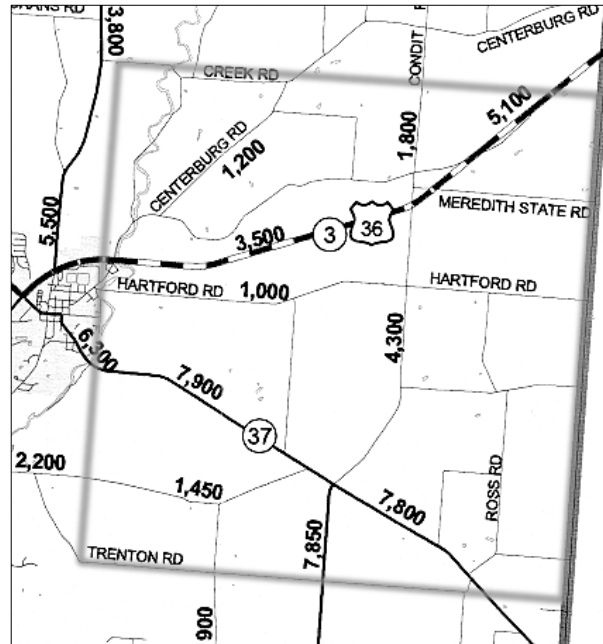 3,800
CONDIT
CENTERBURG RD
CREEK RD
5,100
1,800
CENTERBURG RD
1,200
MEREDITH STATE RD
5,500
3,500
3
36
HARTFORD RD
1,000
HARTFORD RD
4,300
6,300
7,900
37
2,200
1,450
7,800
ROSS RD
7,850
TRENTON RD
900